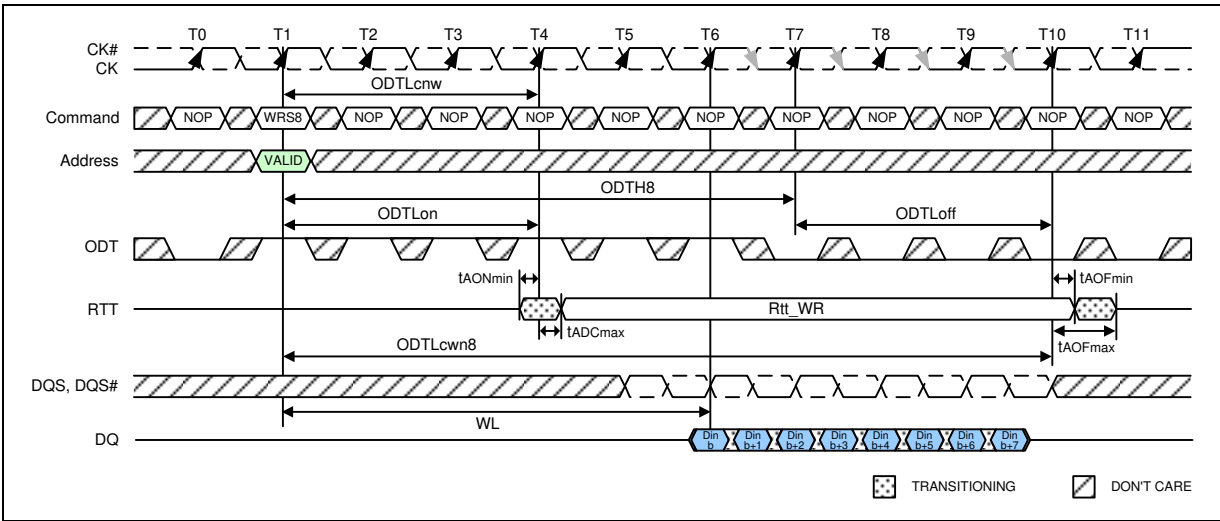 T0 T1 T2 T3 T4 T5 T6 T7 T8 T9 T10 T11
CK#
CK
ODTLcnw
Command NOP WRS8 NOP NOP NOP NOP NOP NOP NOP NOP NOP NOP
Address VALID
ODTH8
ODTLon ODTLoff
ODT
tAONmin tAOFmin
RTT Rtt_WR
tADCmax
ODTLcwn8 tAOFmax
DQS, DQS#
WL
DQ Din b Din b+1 Din b+2 Din b+3 Din b+4 Din b+5 Din b+6 Din b+7
TRANSITIONING DON'T CARE